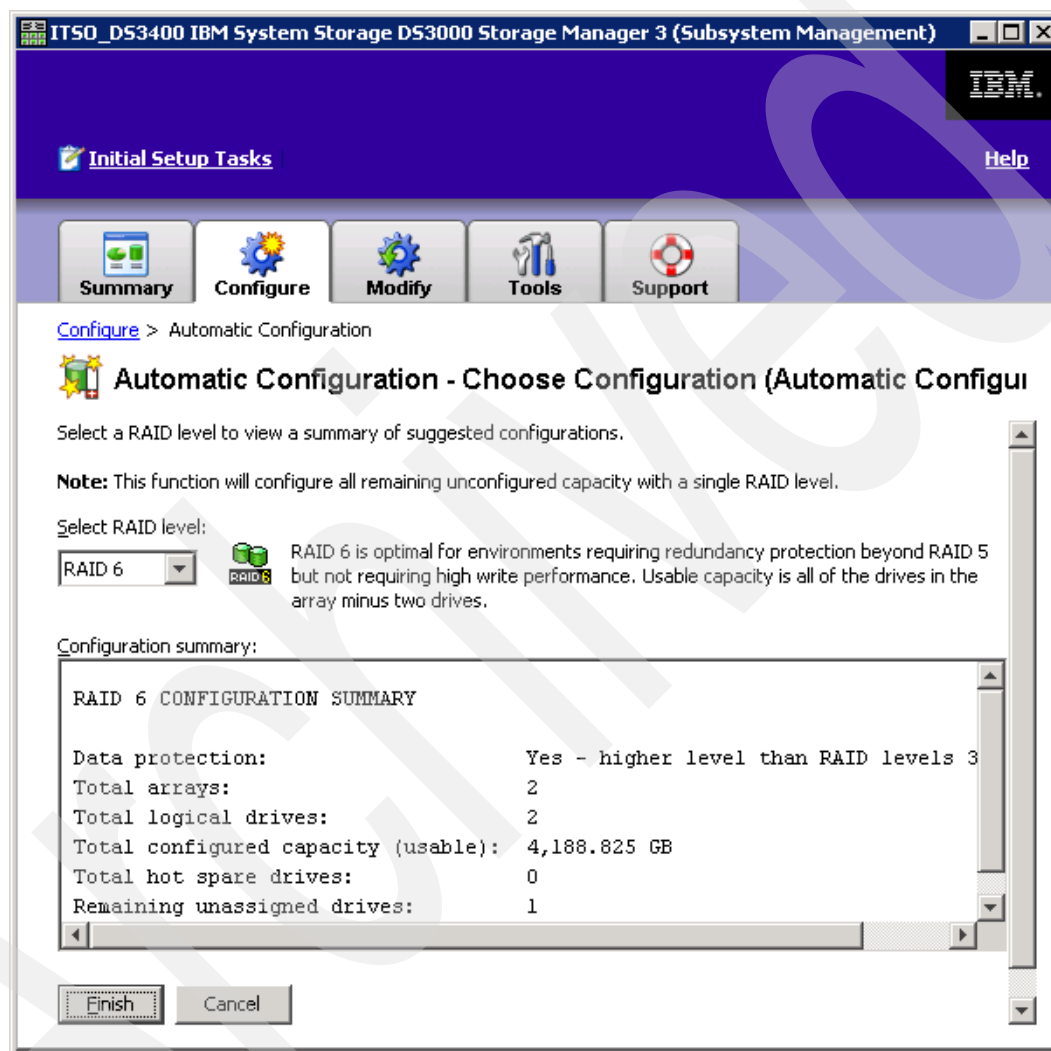 ITSO_DS3400 IBM System Storage DS3000 Storage Manager 3 (Subsystem Management)
IBM.
Initial Setup Tasks
Help
Summary
Configure
Modify
Tools
Support
Configure > Automatic Configuration
Automatic Configuration - Choose Configuration (Automatic Configu
Select a RAID level to view a summary of suggested configurations.
Note: This function will configure all remaining unconfigured capacity with a single RAID level.
Select RAID level:
RAID 6
RAID6
RAID 6 is optimal for environments requiring redundancy protection beyond RAID 5
but not requiring high write performance. Usable capacity is all of the drives in the
array minus two drives.
Configuration summary:
RAID 6 CONFIGURATION SUMMARY
Data protection: Yes - higher level than RAID levels 3
Total arrays: 2
Total logical drives: 2
Total configured capacity (usable): 4,188.825 GB
Total hot spare drives: 0
Remaining unassigned drives: 1
Finish
Cancel
Archived